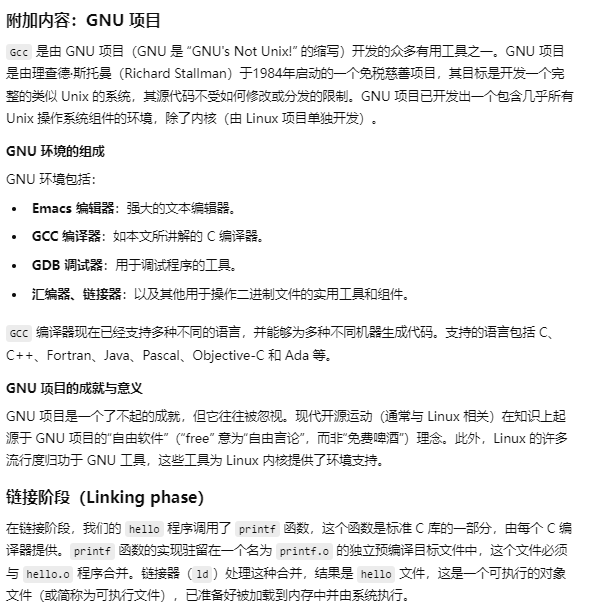 附加内容：GNU 项目
Gcc 是由 GNU 项目（GNU 是 “GNU's Not Unix!” 的缩写）开发的众多有用工具之一。GNU 项目
是由理查德·斯托曼（Richard Stallman）于1984年启动的一个免税慈善项目，其目标是开发一个完
整的类似 Unix 的系统，其源代码不受如何修改或分发的限制。GNU 项目已开发出一个包含几乎所有
Unix 操作系统组件的环境，除了内核（由 Linux 项目单独开发）。
GNU 环境的组成
GNU 环境包括：
• Emacs 编辑器：强大的文本编辑器。
• GCC 编译器：如本文所讲解的 C 编译器。
• GDB 调试器：用于调试程序的工具。
• 汇编器、链接器：以及其他用于操作二进制文件的实用工具和组件。
GCC 编译器现在已经支持多种不同的语言，并能够为多种不同机器生成代码。支持的语言包括 C、
C++、Fortran、Java、Pascal、Objective-C 和 Ada 等。
GNU 项目的成就与意义
GNU 项目是一个了不起的成就，但它往往被忽视。现代开源运动（通常与 Linux 相关）在知识上起
源于 GNU 项目的“自由软件”（“free” 意为“自由言论”，而非“免费啤酒”）理念。此外，Linux 的许多
流行度归功于 GNU 工具，这些工具为 Linux 内核提供了环境支持。
链接阶段（Linking phase）
在链接阶段，我们的 hello 程序调用了 printf 函数，这个函数是标准 C 库的一部分，由每个 C 编
译器提供。printf 函数的实现驻留在一个名为 printf.o 的独立预编译目标文件中，这个文件必须
与 hello.o 程序合并。链接器（ld）处理这种合并，结果是 hello 文件，这是一个可执行的对象
文件（或简称为可执行文件），已准备好被加载到内存中并由系统执行。